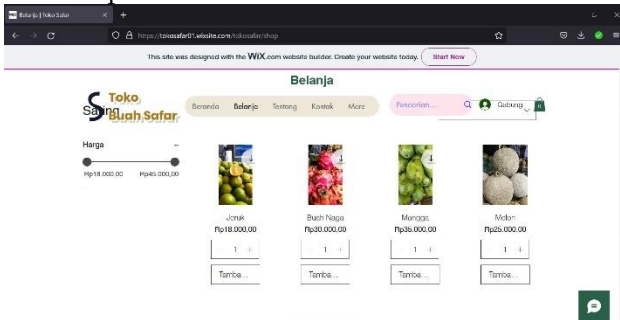 Belanja | Toko Safar
https://tokosafar01.wixsite.com/tokosafar/shop
This site was designed with the WiX.com website builder. Create your website today. Start Now
Belanja
Toko
Buah Safar
Saring
Beranda Belanja Tentang Kontak More
Pencarian...
Gabung
Harga
Rp18.000,00 Rp45.000,00
Jeruk Buah Naga Mangga Melon
Rp18.000,00 Rp30.000,00 Rp35.000,00 Rp25.000,00
1 + 1 + 1 + 1 +
Tamba... Tamba... Tamba... Tamba...